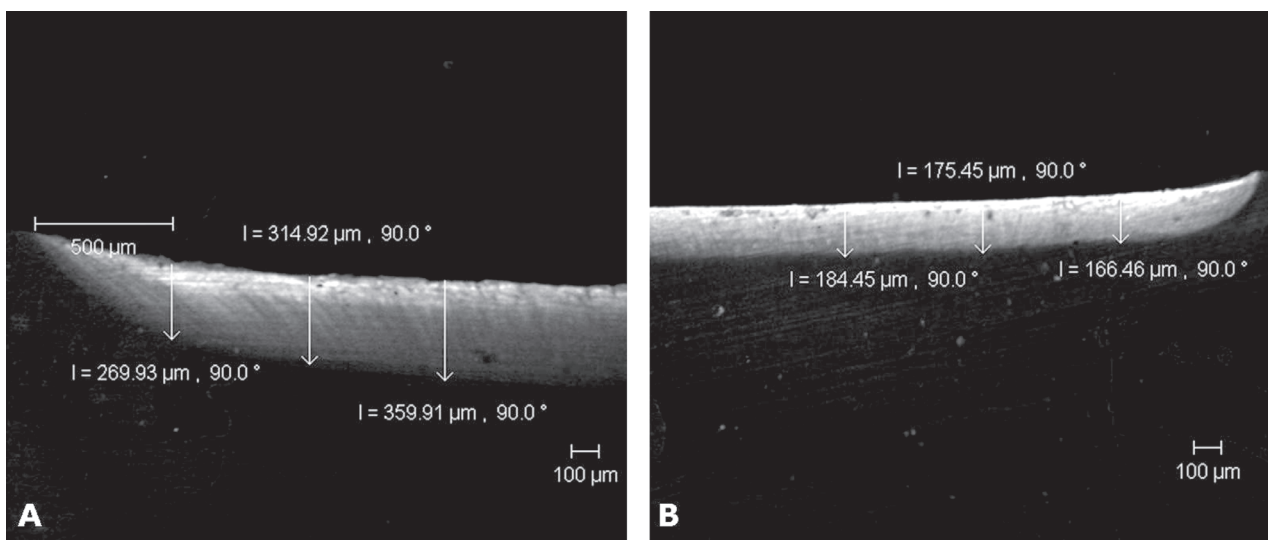 500 µm
l = 314.92 µm , 90.0 °
l = 269.93 µm , 90.0 °
l = 359.91 µm , 90.0 °
100 µm
A
l = 175.45 µm , 90.0 °
l = 184.45 µm , 90.0 °
l = 166.46 µm , 90.0 °
100 µm
B